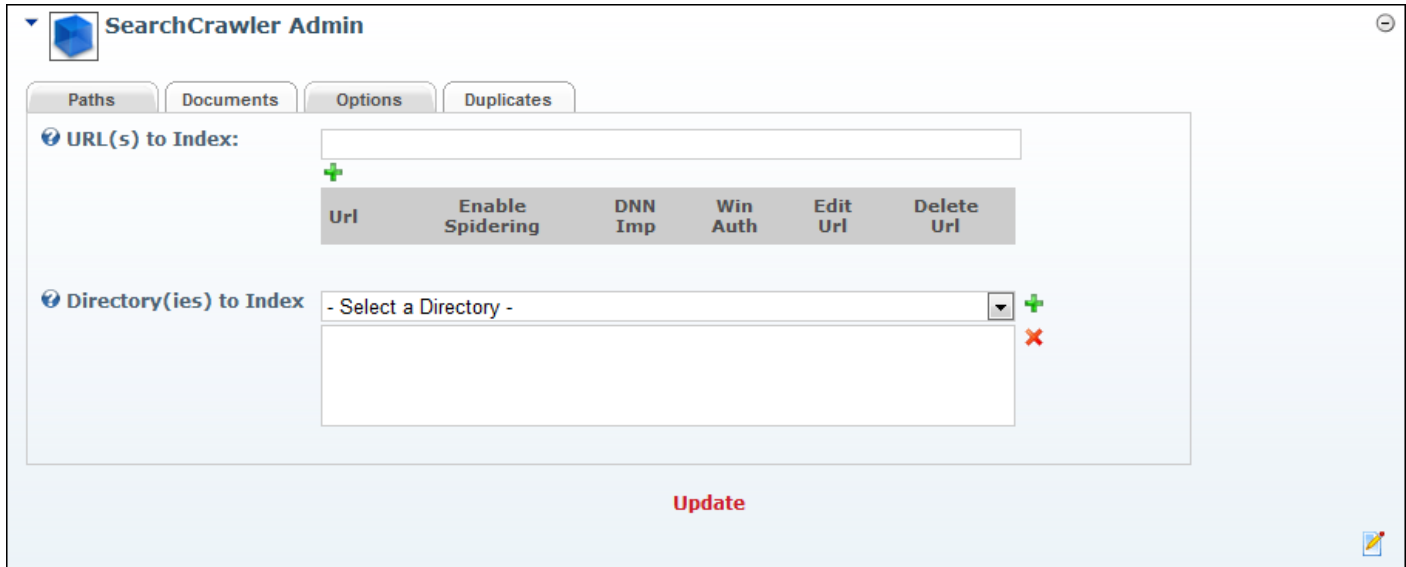 SearchCrawler Admin
Paths Documents Options Duplicates
URL(s) to Index:
Url Enable Spidering DNN Imp Win Auth Edit Url Delete Url
Directory(ies) to Index - Select a Directory -
Update